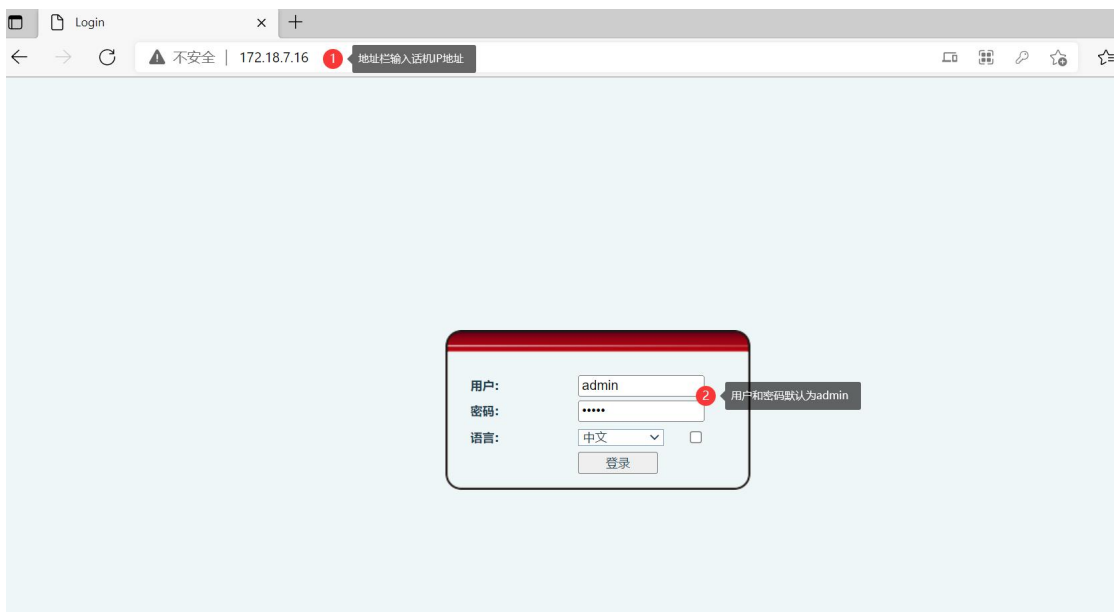 Login
不安全 | 172.18.7.16 1 地址栏输入话机IP地址
用户: admin
2 用户和密码默认为admin
密码: •••••
语言: 中文
登录